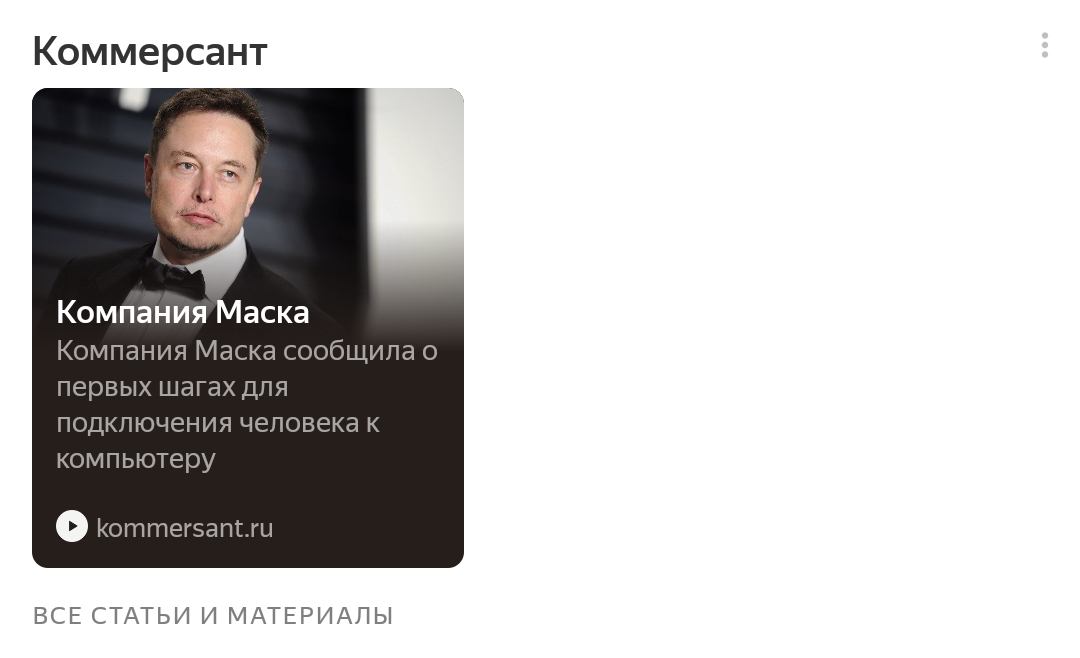 Коммерсант
Компания Маска
Компания Маска сообщила о
первых шагах для
подключения человека к
компьютеру
kommersant.ru
ВСЕ СТАТЬИ И МАТЕРИАЛЫ